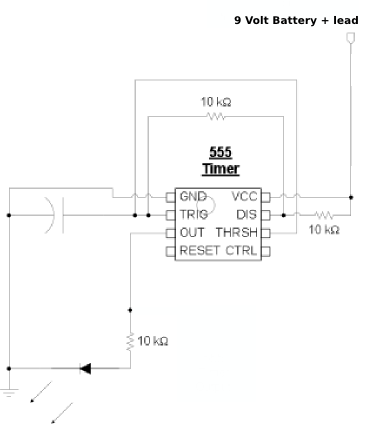 9 Volt Battery + lead
10 kΩ
555
Timer
GND VCC
TRIG DIS
OUT THRSH
RESET CTRL
10 kΩ
10 kΩ